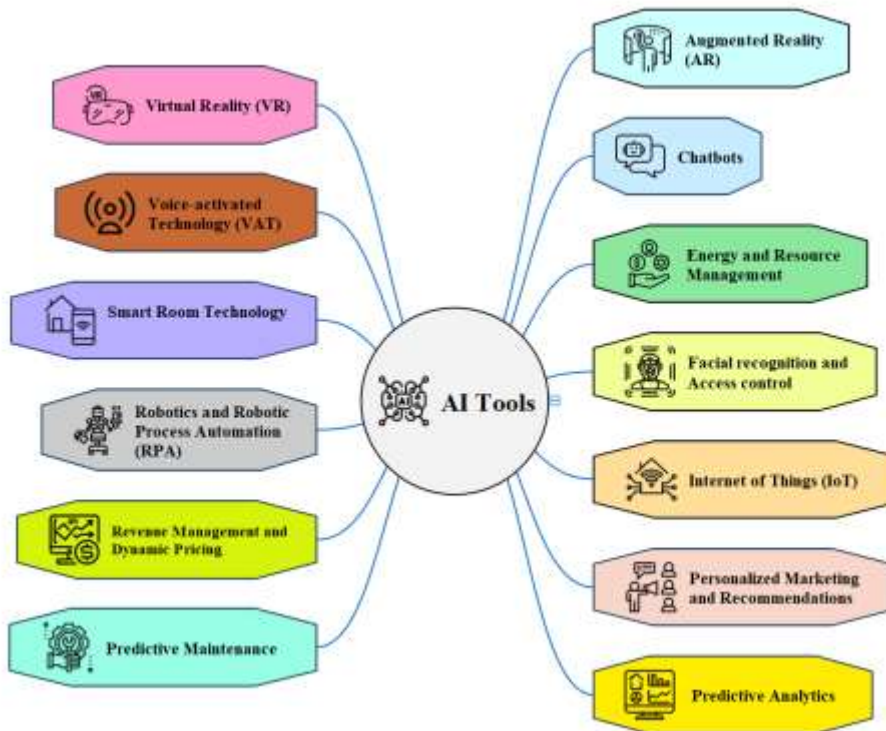 Augmented Reality
(AR)
Virtual Reality (VR)
Chatbots
Voice-activated
Technology (VAT)
Energy and Resource
Management
Smart Room Technology
Facial recognition and
Access control
AI
AI Tools
Robotics and Robotic
Process Automation
(RPA)
Internet of Things (IoT)
Revenue Management and
Dynamic Pricing
Personalized Marketing
and Recommendations
Predictive Maintenance
Predictive Analytics
VR